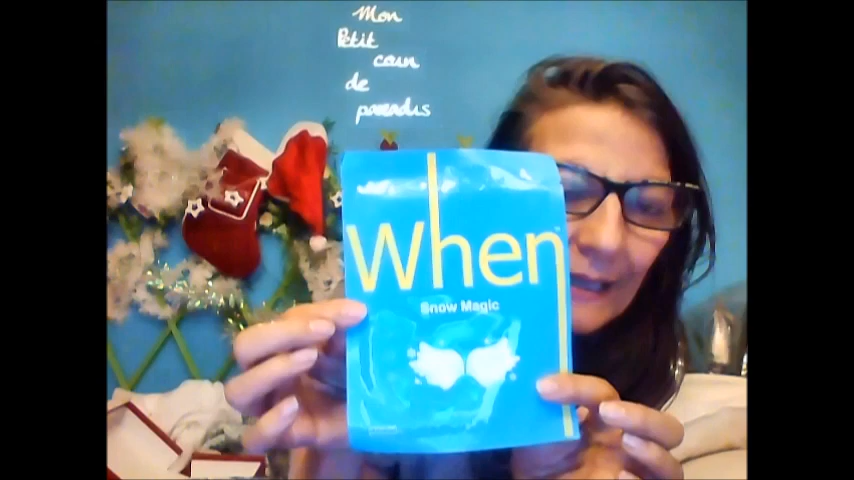 Mon
Petit
coin
de
paradis
When
Snow Magic